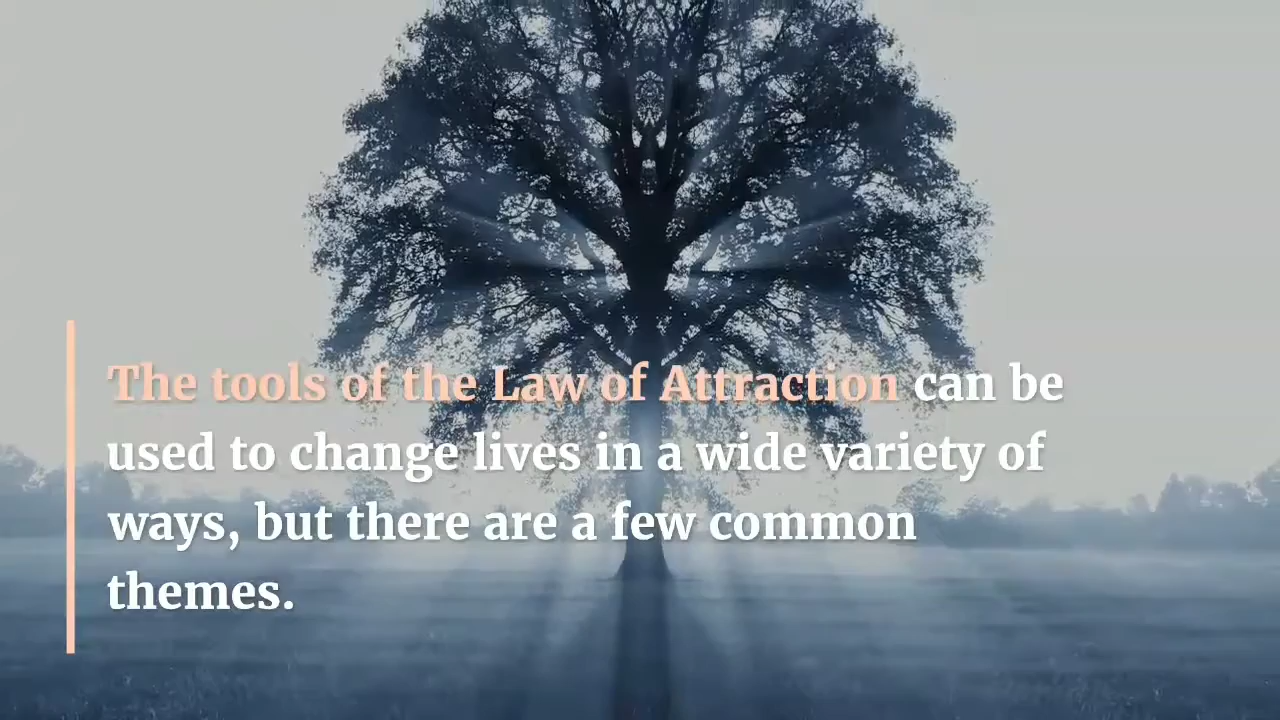 The tools of the Law of Attraction can be
used to change lives in a wide variety of
ways, but there are a few common
themes.